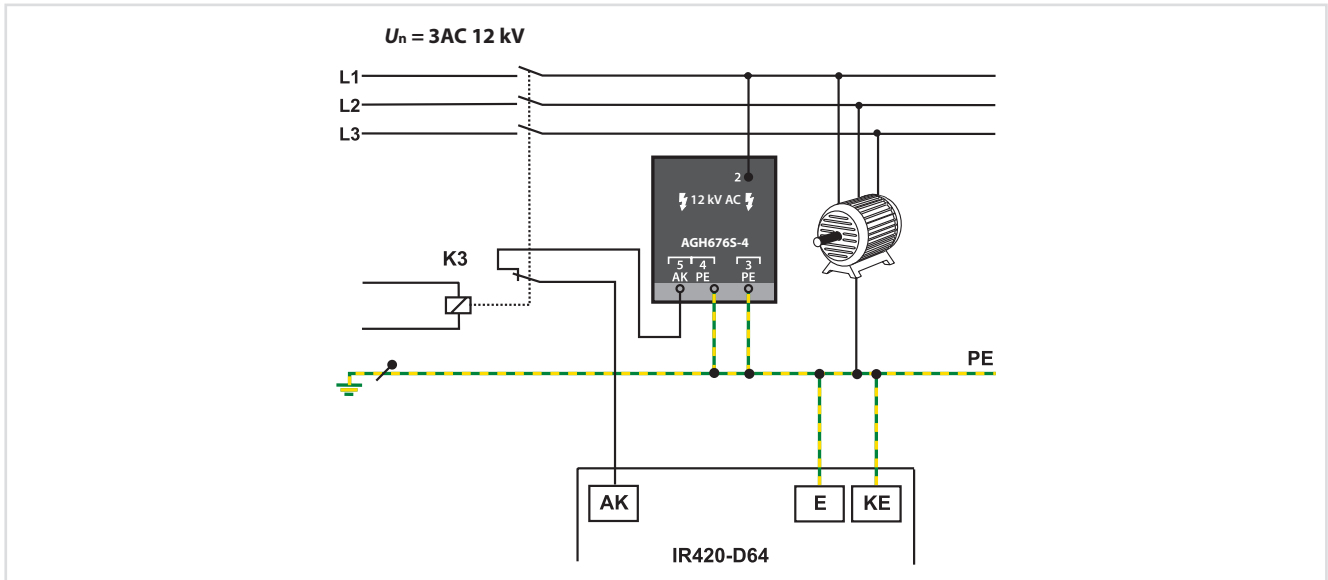 Un = 3AC 12 kV
L1
L2
L3
2
12 kV AC
AGH676S-4
K3
5 4 3
AK PE PE
PE
AK E KE
IR420-D64